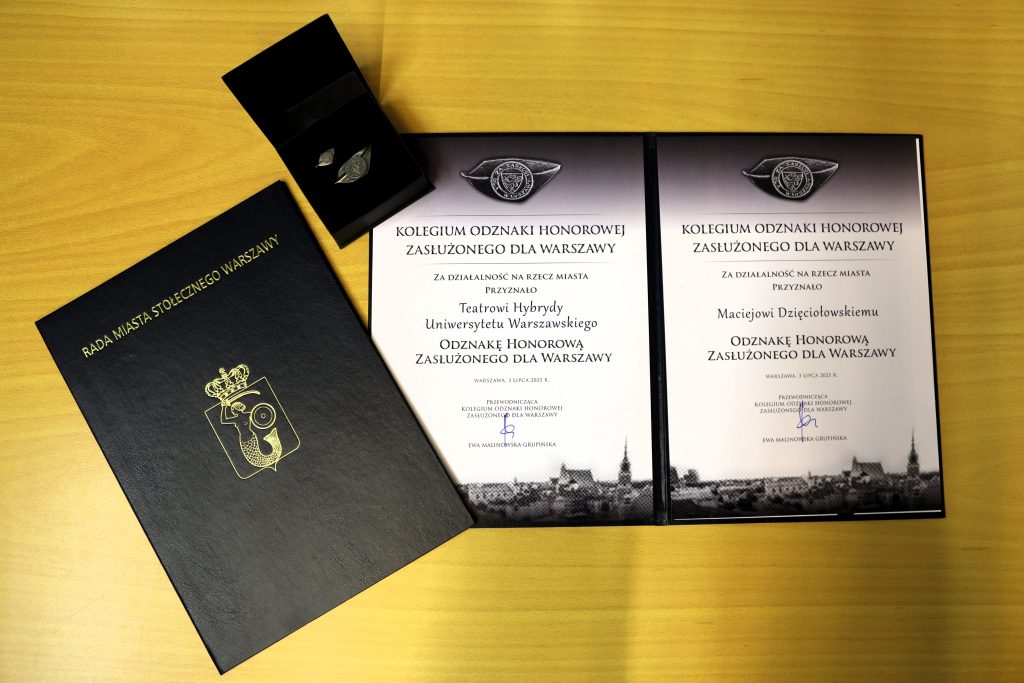 RADA MIASTA STOŁECZNEGO WARSZAWY
KOLEGIUM ODZNAKI HONOROWEJ
ZASŁUŻONEGO DLA WARSZAWY
ZA DZIAŁALNOŚĆ NA RZECZ MIASTA
PRZYZNAŁO
Teatrowi Hybrydy
Uniwersytetu Warszawskiego
ODZNAKĘ HONOROWĄ
ZASŁUŻONEGO DLA WARSZAWY
WARSZAWA, 3 LIPCA 2025 R.
PRZEWODNICZĄCA
KOLEGIUM ODZNAKI HONOROWEJ
ZASŁUŻONEGO DLA WARSZAWY
EWA MALINOWSKA-GRUPIŃSKA
KOLEGIUM ODZNAKI HONOROWEJ
ZASŁUŻONEGO DLA WARSZAWY
ZA DZIAŁALNOŚĆ NA RZECZ MIASTA
PRZYZNAŁO
Maciejowi Dzięciołowskiemu
ODZNAKĘ HONOROWĄ
ZASŁUŻONEGO DLA WARSZAWY
WARSZAWA, 3 LIPCA 2025 R.
PRZEWODNICZĄCA
KOLEGIUM ODZNAKI HONOROWEJ
ZASŁUŻONEGO DLA WARSZAWY
EWA MALINOWSKA-GRUPIŃSKA